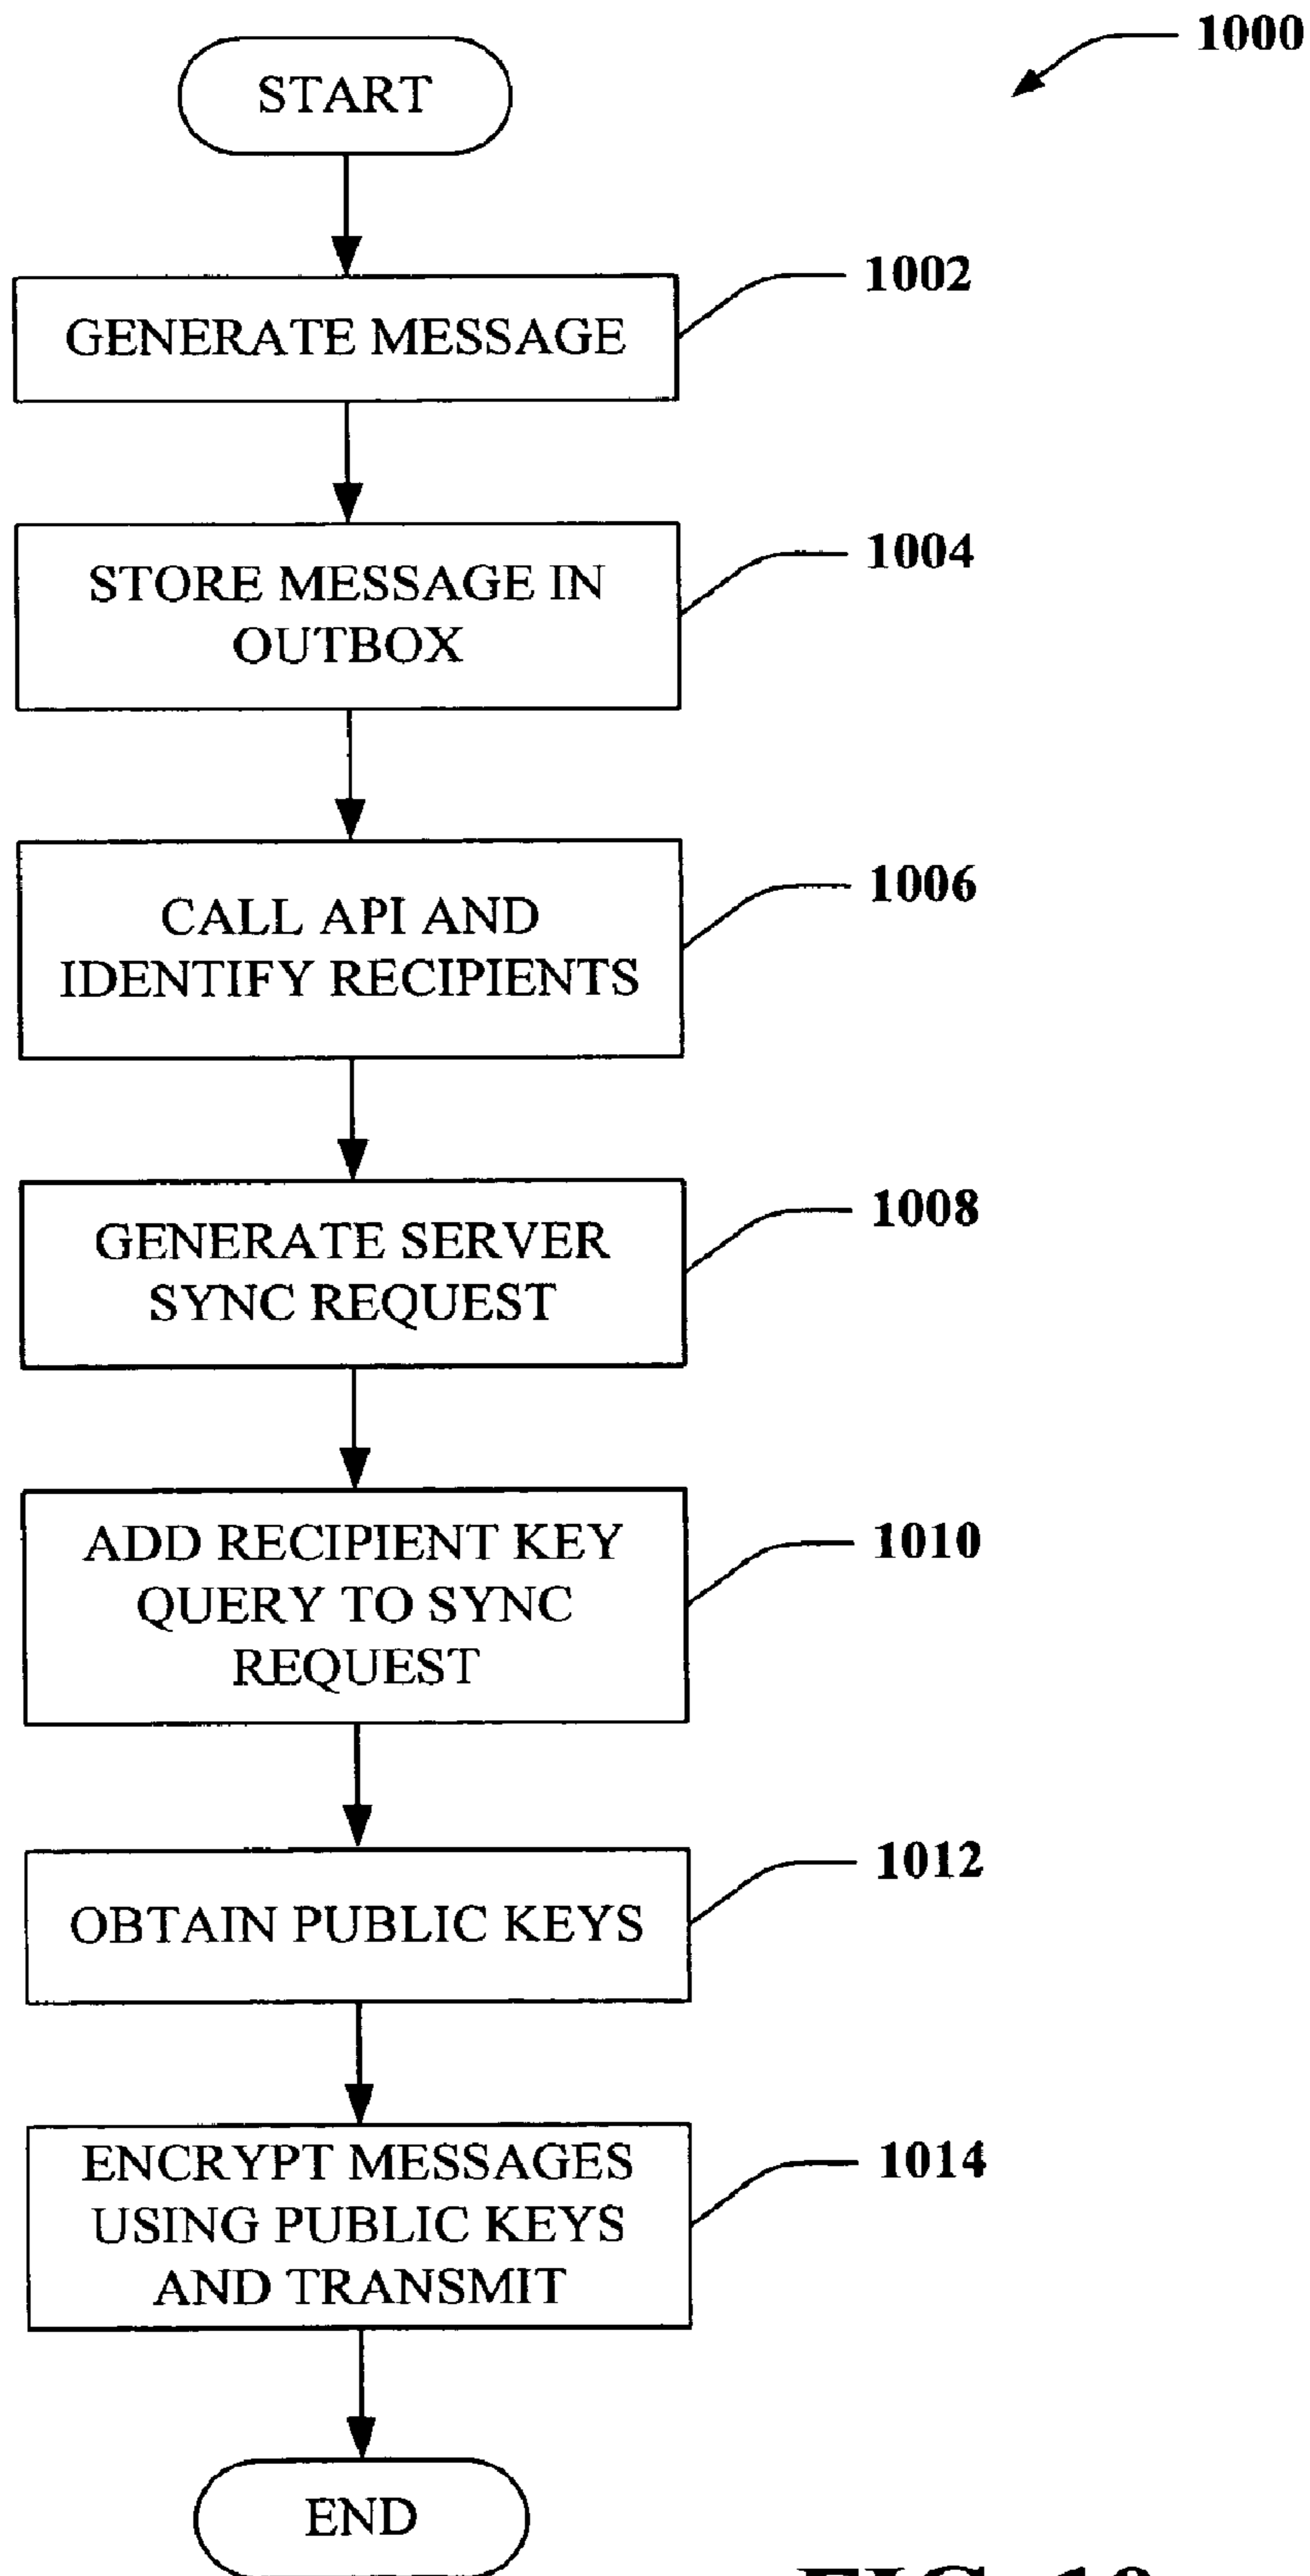 1000
START
1002
GENERATE MESSAGE
1004
STORE MESSAGE IN
OUTBOX
1006
CALL API AND
IDENTIFY RECIPIENTS
1008
GENERATE SERVER
SYNC REQUEST
1010
ADD RECIPIENT KEY
QUERY TO SYNC
REQUEST
1012
OBTAIN PUBLIC KEYS
1014
ENCRYPT MESSAGES
USING PUBLIC KEYS
AND TRANSMIT
END